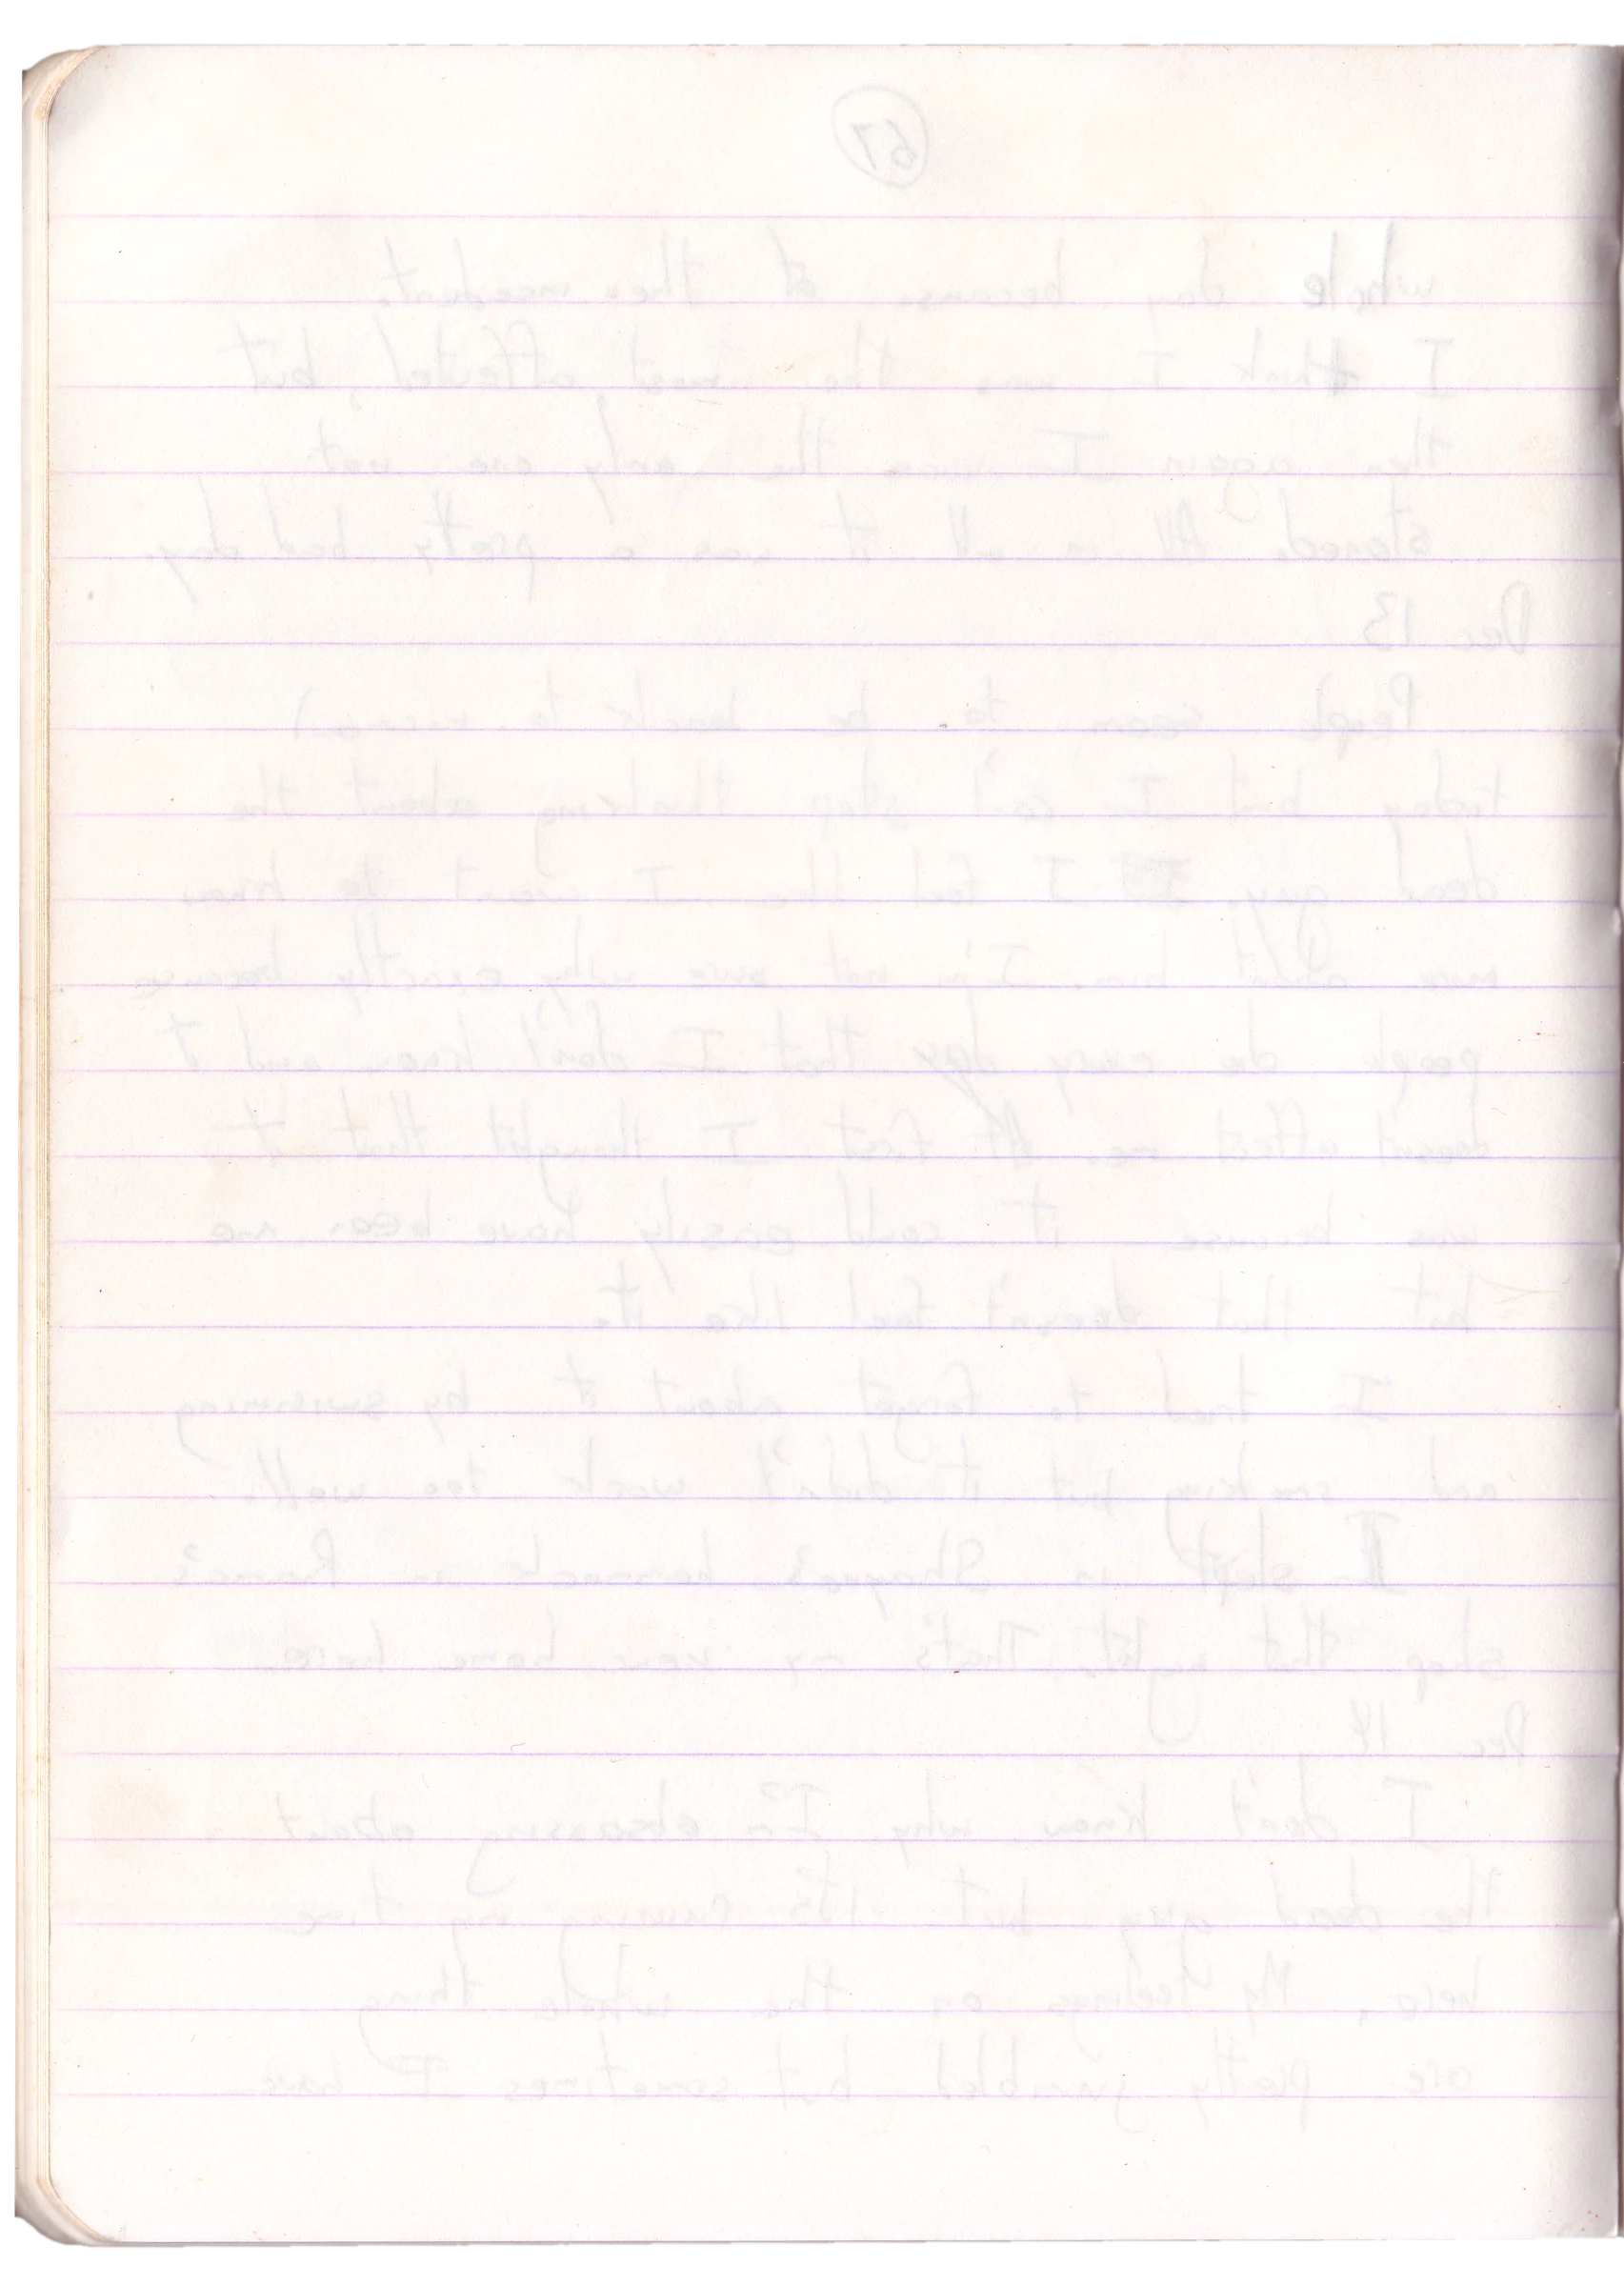 67
whole day because of the incedent.
I think I was the most affected, but
then again I was the only one not
stoned. All in all it was a pretty bad day.
Dec 13
People seem to be back to normal
today but I can't stop thinking about the
dead guy. I feel like I want to know
more about him. I'm not sure why exactly because
people die every day that I don't know and it
doesn't affect me. At first I thought that it
was because it could easily have been me
but that doesn't feel like it.
I tried to forget about it by swimming
and smoking but it didn't work too well.
I slept in hammock in
shop that night. That's my new home here
Dec 14
I don't know why I'm obsessing about
the dead guy but it's ruining my time
here. My feelings on the whole thing
are pretty jumbled but sometimes I have